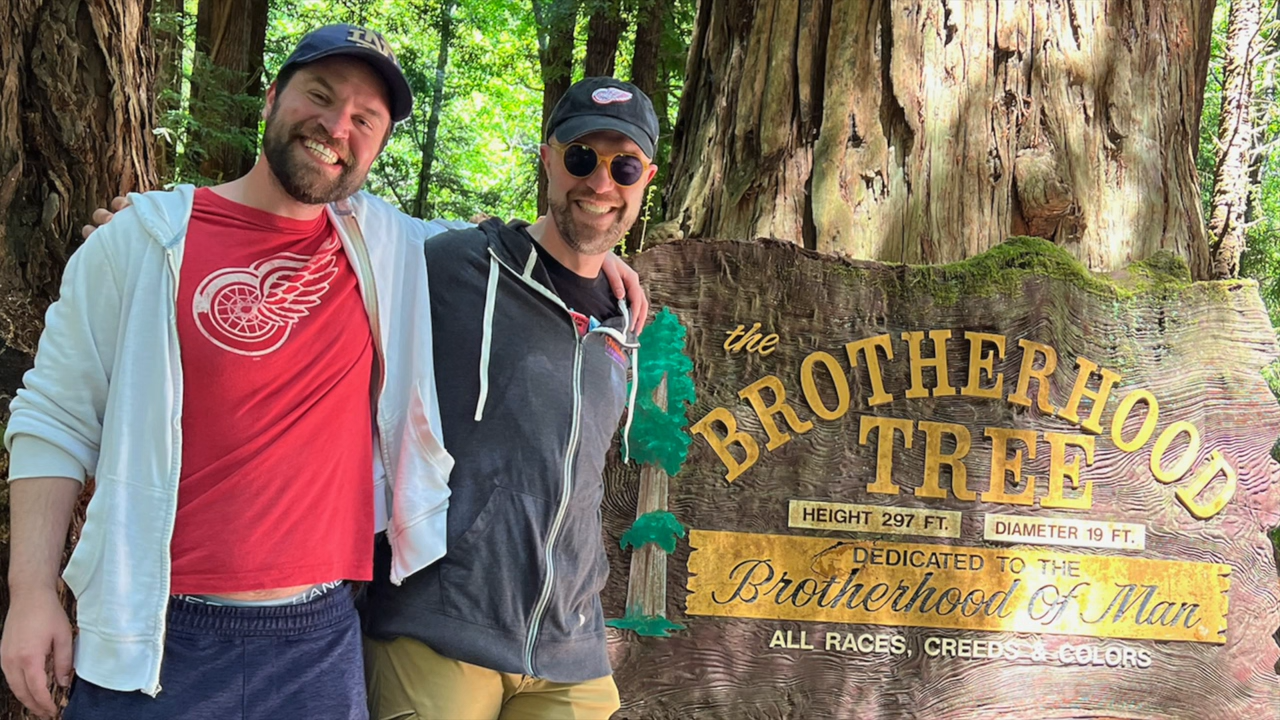 the
BROTHERHOOD
TREE
HEIGHT 297 FT.
DIAMETER 19 FT.
DEDICATED TO THE
Brotherhood Of Man
ALL RACES, CREEDS & COLORS